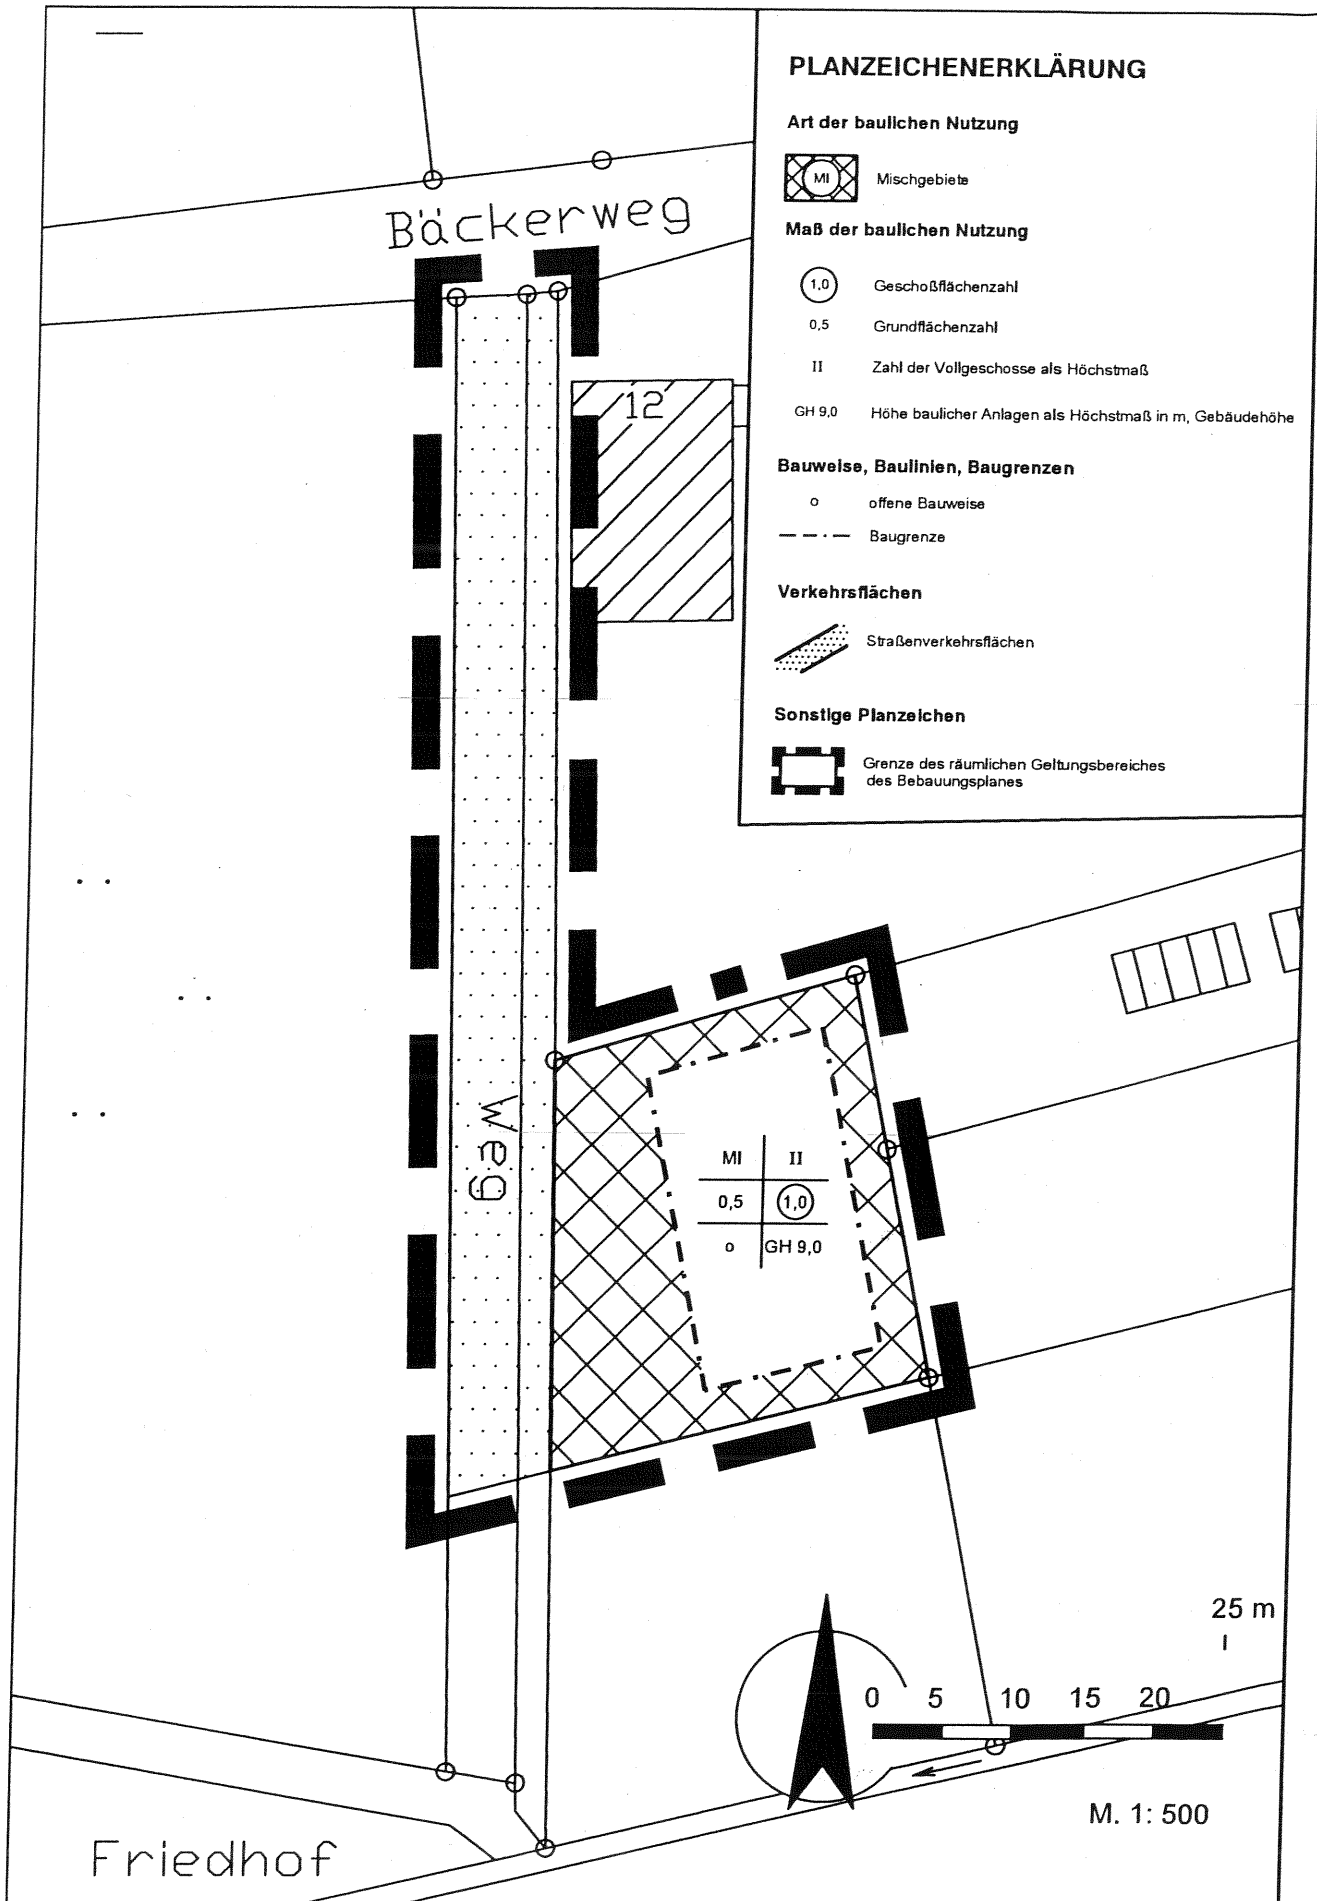 PLANZEICHENERKLÄRUNG
Art der baulichen Nutzung
MI Mischgebiete
Maß der baulichen Nutzung
1,0 Geschoßflächenzahl
0,5 Grundflächenzahl
II Zahl der Vollgeschosse als Höchstmaß
GH 9,0 Höhe baulicher Anlagen als Höchstmaß in m, Gebäudehöhe
Bauweise, Baulinien, Baugrenzen
o offene Bauweise
Baugrenze
Verkehrsflächen
Straßenverkehrsflächen
Sonstige Planzeichen
Grenze des räumlichen Geltungsbereiches
des Bebauungsplanes
Bäckerweg
12
Weg
MI II
0,5 1,0
o GH 9,0
25 m
0 5 10 15 20
M. 1: 500
Friedhof